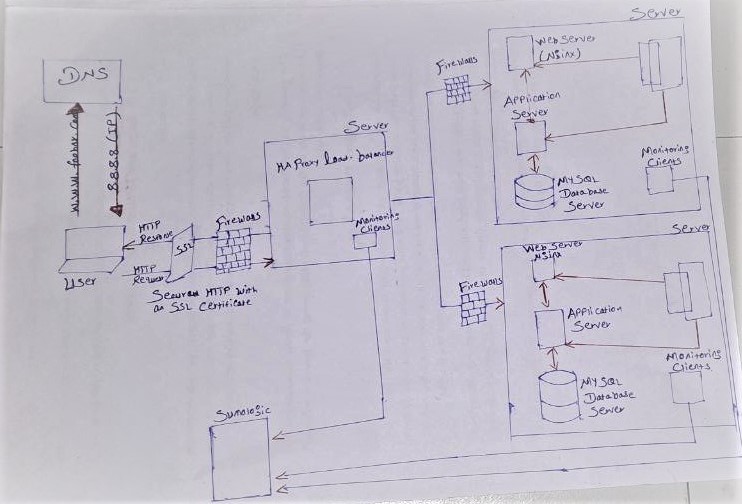 DNS
www.foobar.com
8.8.8.8 (IP)
User
HTTP
Response
HTTP
Request
SSL
Secured HTTP with
an SSL Certificate
Firewalls
Server
HA Proxy load-balancer
Monitoring
Clients
Firewalls
Server
Web Server
(Nginx)
Application
Server
MYSQL
Database
Server
Monitoring
Clients
Firewalls
Server
Web Server
Nginx
Application
Server
MYSQL
Database
Server
Monitoring
Clients
Sumologic